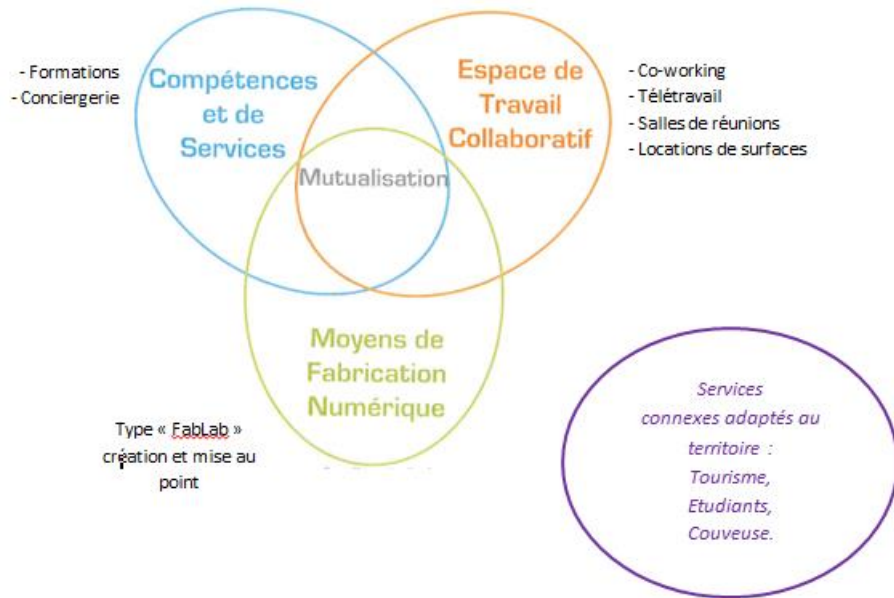 - Formations
- Conciergerie
Compétences
et de
Services
Espace de
Travail
Collaboratif
- Co-working
- Télétravail
- Salles de réunions
- Locations de surfaces
Mutualisation
Moyens de
Fabrication
Numérique
Type « FabLab »
création et mise au
point
Services
connexes adaptés au
territoire :
Tourisme,
Etudiants,
Couveuse.